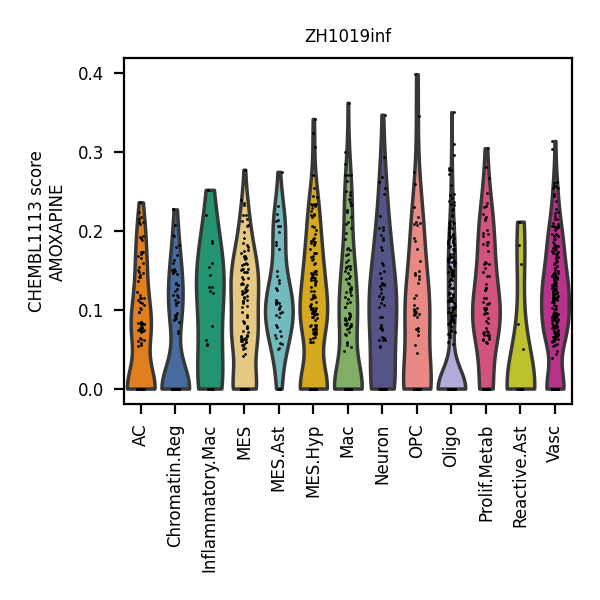 ZH1019inf
CHEMBL1113 score
AMOXAPINE
0.4
0.3
0.2
0.1
0.0
AC
Chromatin.Reg
Inflammatory.Mac
MES
MES.Ast
MES.Hyp
Mac
Neuron
OPC
Oligo
Prolif.Metab
Reactive.Ast
Vasc